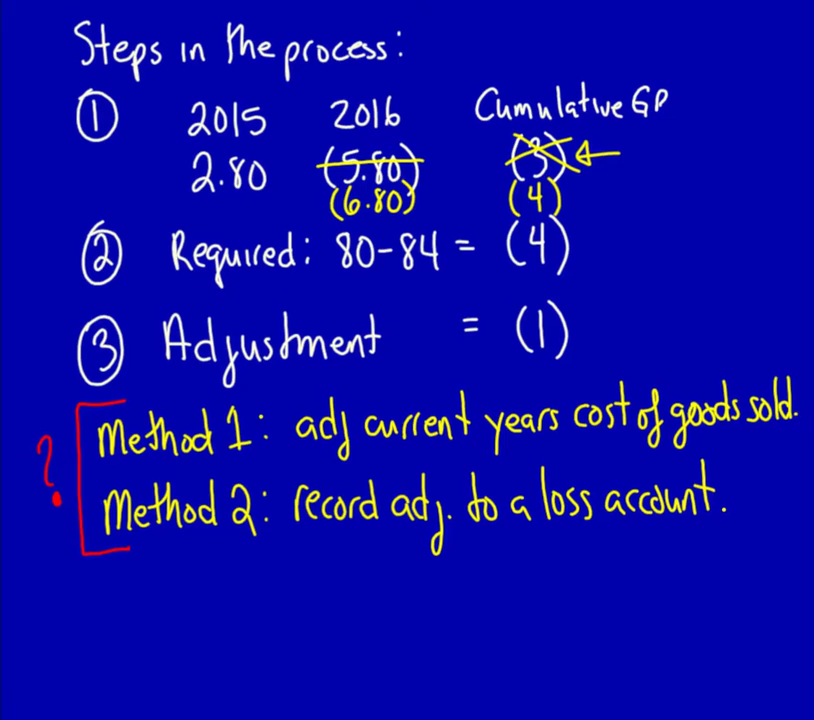 Steps in the process:
① 2015 2016 Cumulative GP
2.80 (5.80) (3) ←
(6.80) (4)
② Required: 80-84 = (4)
③ Adjustment = (1)
Method 1: adj current years cost of goods sold.
? Method 2: record adj. to a loss account.